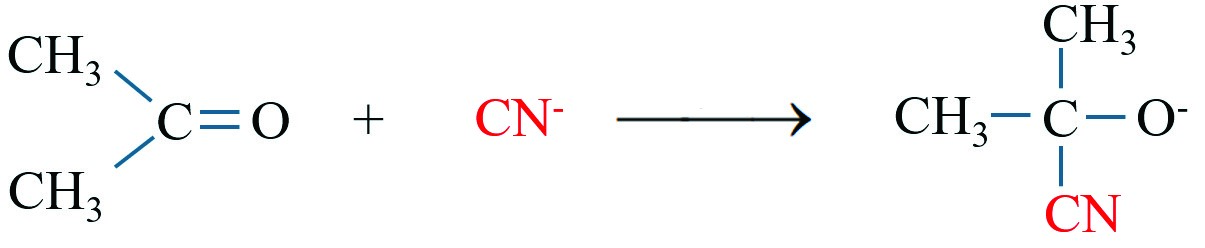 CH₃
CH₃
C=O + CN⁻ ⟶
CH₃
CH₃–C–O⁻
CN